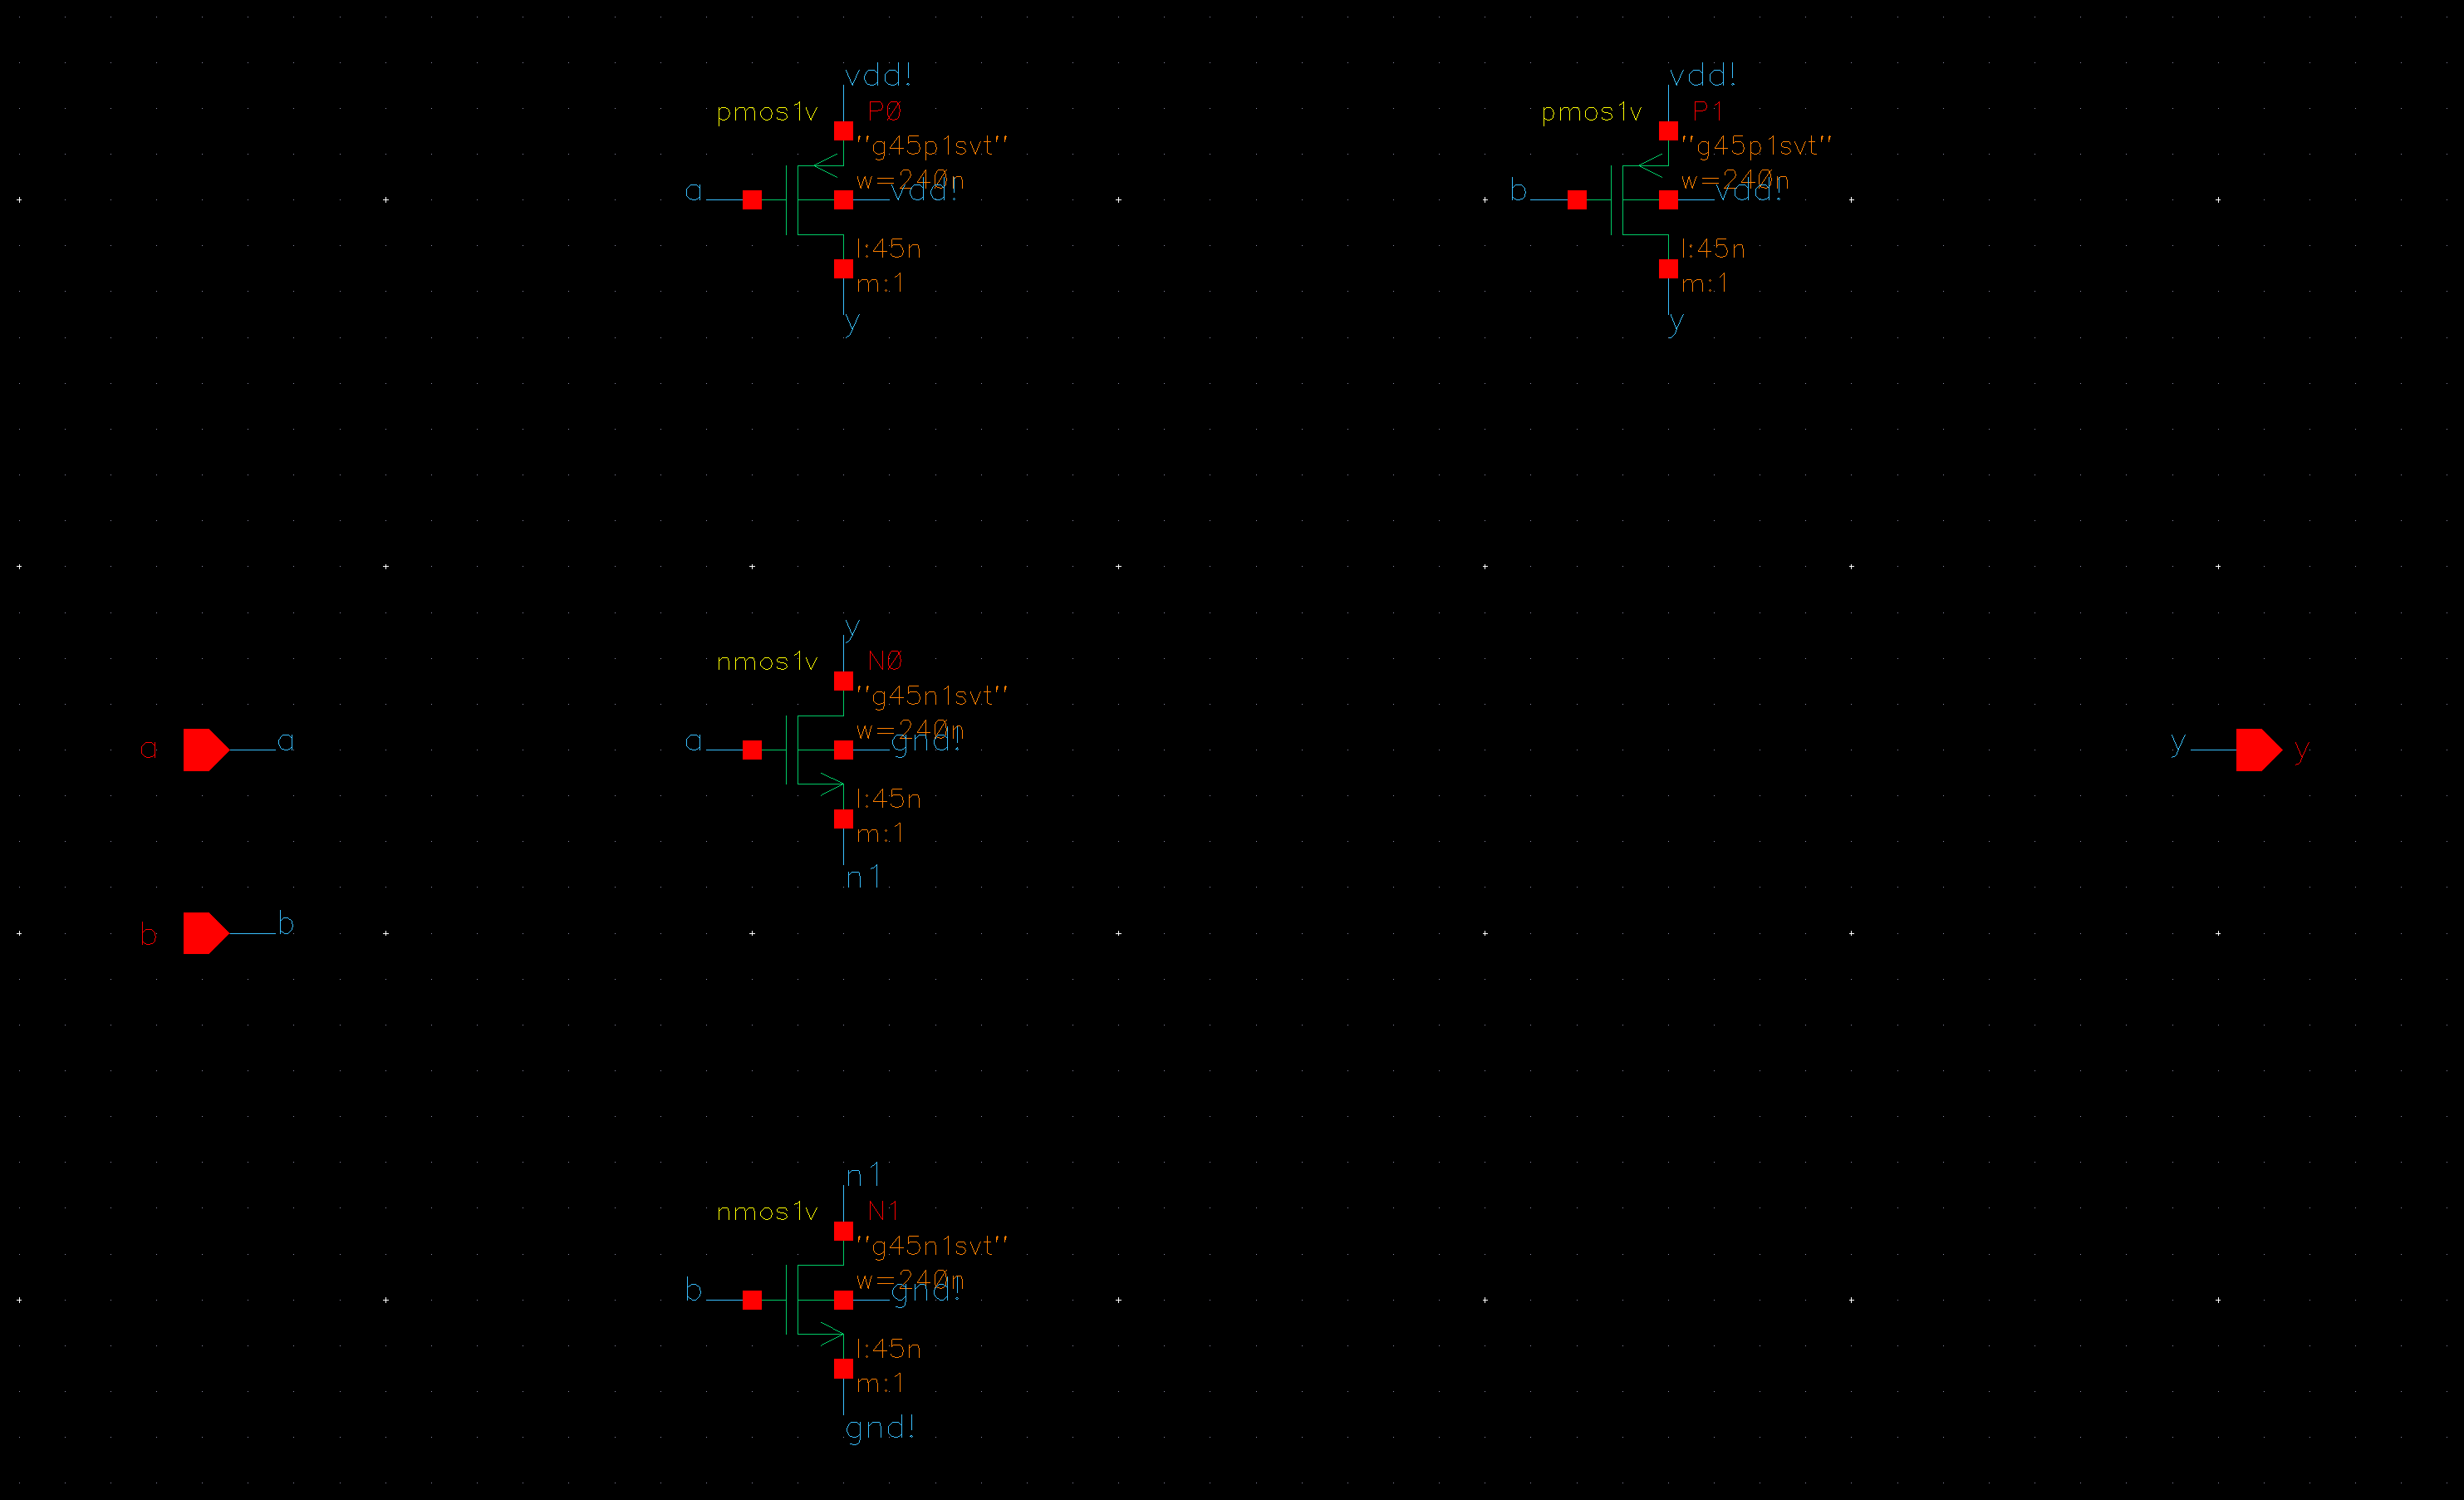 vdd!
pmos1v P0
"g45p1svt"
w=240n
a
vdd!
l:45n
m:1
y
vdd!
pmos1v P1
"g45p1svt"
w=240n
b
vdd!
l:45n
m:1
y
y
nmos1v N0
"g45n1svt"
w=240n
a
gnd!
l:45n
m:1
n1
a a
b b
y y
n1
nmos1v N1
"g45n1svt"
w=240n
b
gnd!
l:45n
m:1
gnd!